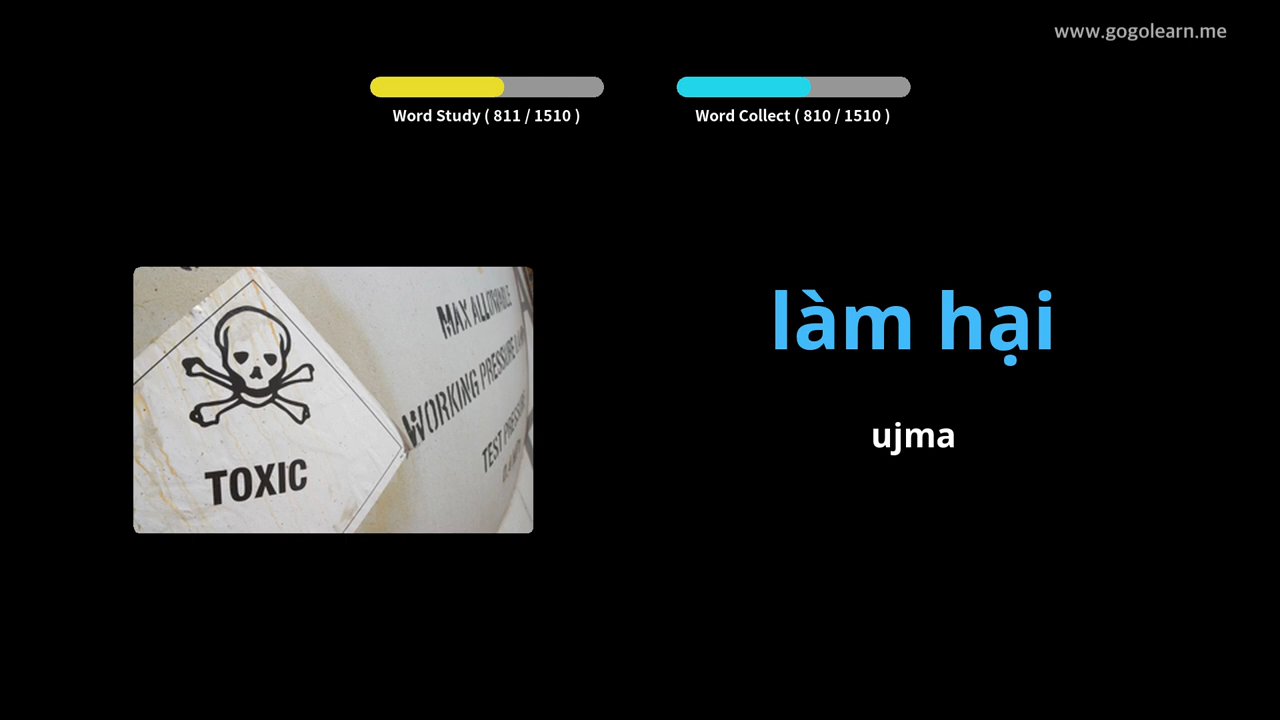 www.gogolearn.me
Word Study ( 811 / 1510 )
Word Collect ( 810 / 1510 )
làm hại
ujma
MAX ALLOWABLE
WORKING PRESSURE
TEST PRESSURE
TOXIC